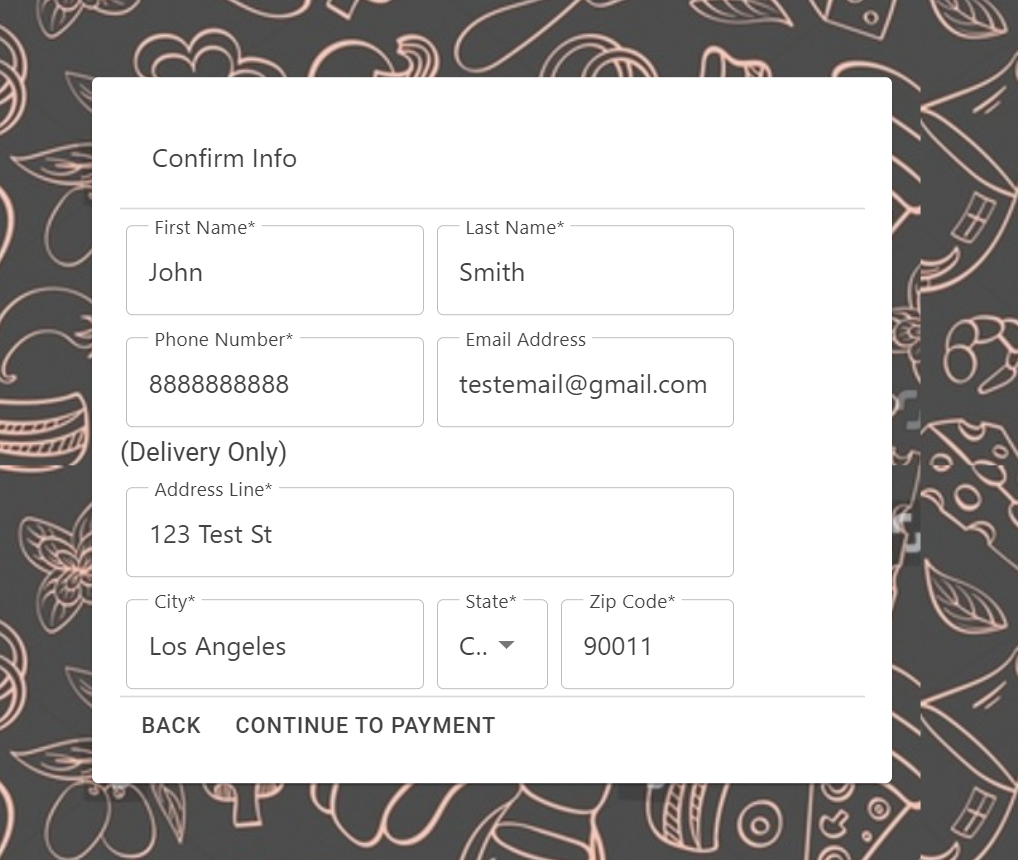 Confirm Info
First Name* Last Name*
John Smith
Phone Number* Email Address
8888888888 testemail@gmail.com
(Delivery Only)
Address Line*
123 Test St
City* State* Zip Code*
Los Angeles C.. 90011
BACK CONTINUE TO PAYMENT